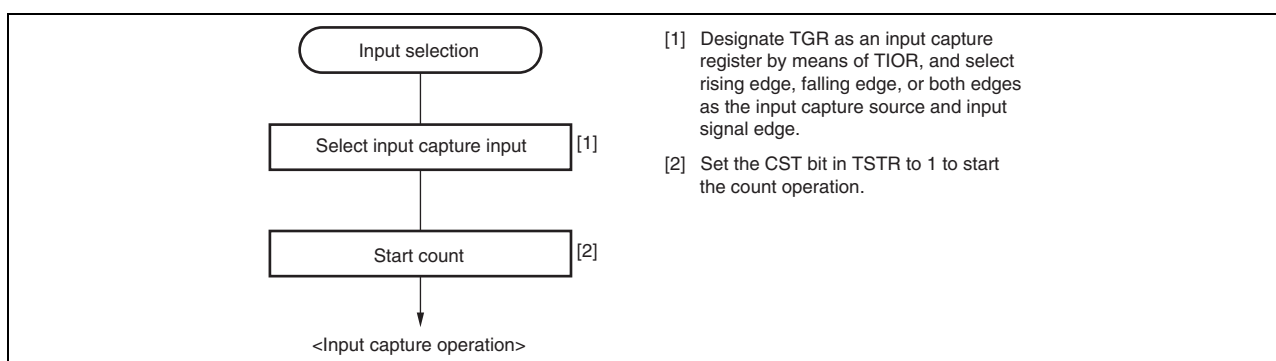 Input selection
Select input capture input
[1]
Start count
[2]
<Input capture operation>
[1] Designate TGR as an input capture
register by means of TIOR, and select
rising edge, falling edge, or both edges
as the input capture source and input
signal edge.
[2] Set the CST bit in TSTR to 1 to start
the count operation.